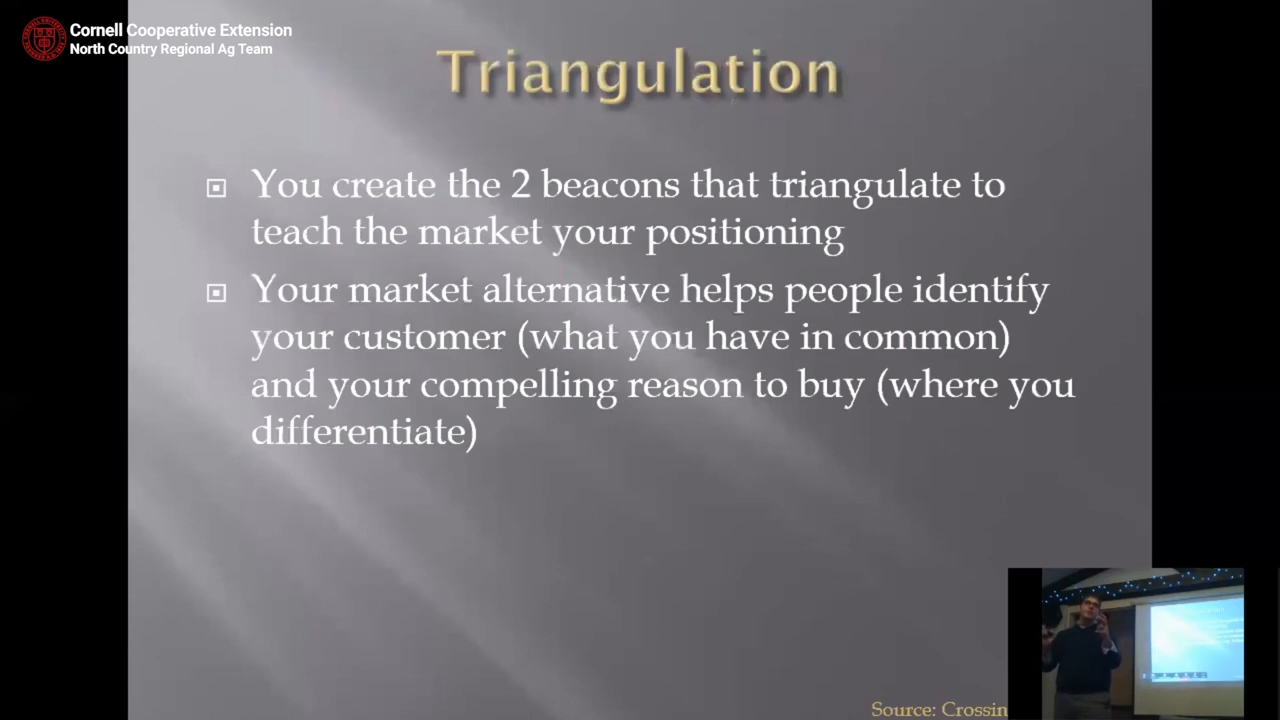 Cornell Cooperative Extension
North Country Regional Ag Team
Triangulation
You create the 2 beacons that triangulate to
teach the market your positioning
Your market alternative helps people identify
your customer (what you have in common)
and your compelling reason to buy (where you
differentiate)
Source: Crossin